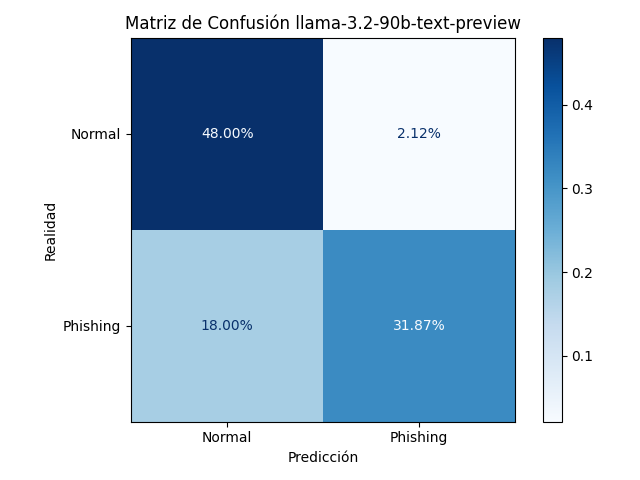 Matriz de Confusión llama-3.2-90b-text-preview
Normal
48.00%
2.12%
Realidad
Phishing
18.00%
31.87%
Normal
Phishing
Predicción
0.4
0.3
0.2
0.1